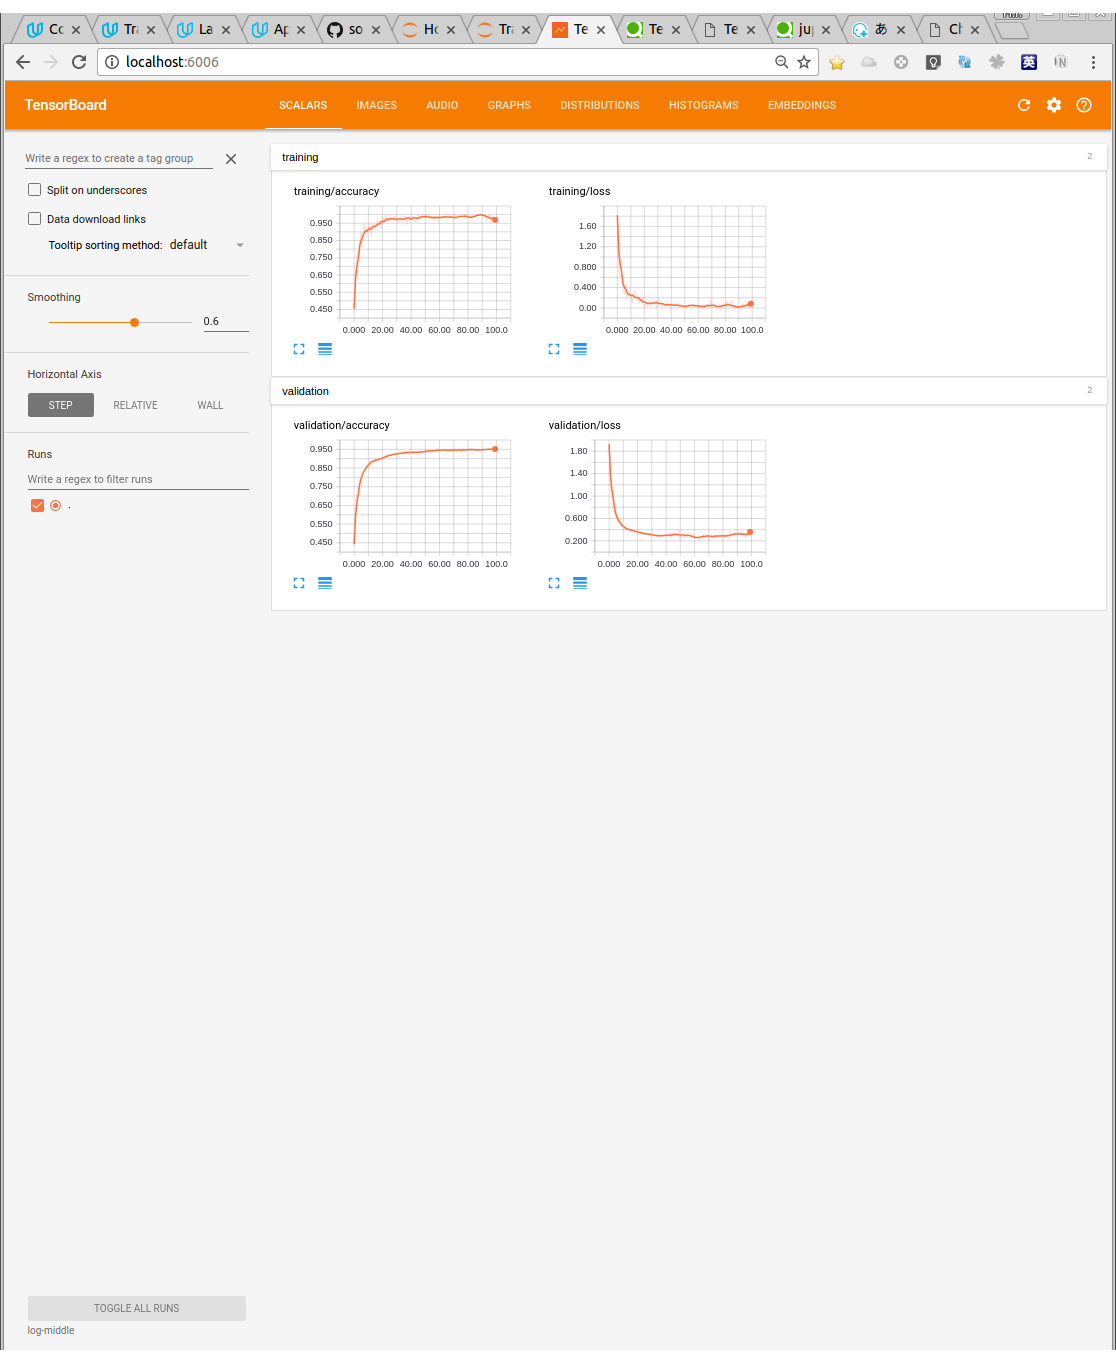 Cc Tr La Ap so Hc Tr Te Te Te ju あ Ch
localhost:6006 英 N
TensorBoard SCALARS IMAGES AUDIO GRAPHS DISTRIBUTIONS HISTOGRAMS EMBEDDINGS
Write a regex to create a tag group
Split on underscores
Data download links
Tooltip sorting method: default
Smoothing
0.6
Horizontal Axis
STEP RELATIVE WALL
Runs
Write a regex to filter runs
.
TOGGLE ALL RUNS
log-middle
training 2
training/accuracy
0.950
0.850
0.750
0.650
0.550
0.450
0.000 20.00 40.00 60.00 80.00 100.0
training/loss
1.60
1.20
0.800
0.400
0.00
0.000 20.00 40.00 60.00 80.00 100.0
validation 2
validation/accuracy
0.950
0.850
0.750
0.650
0.550
0.450
0.000 20.00 40.00 60.00 80.00 100.0
validation/loss
1.80
1.40
1.00
0.600
0.200
0.000 20.00 40.00 60.00 80.00 100.0